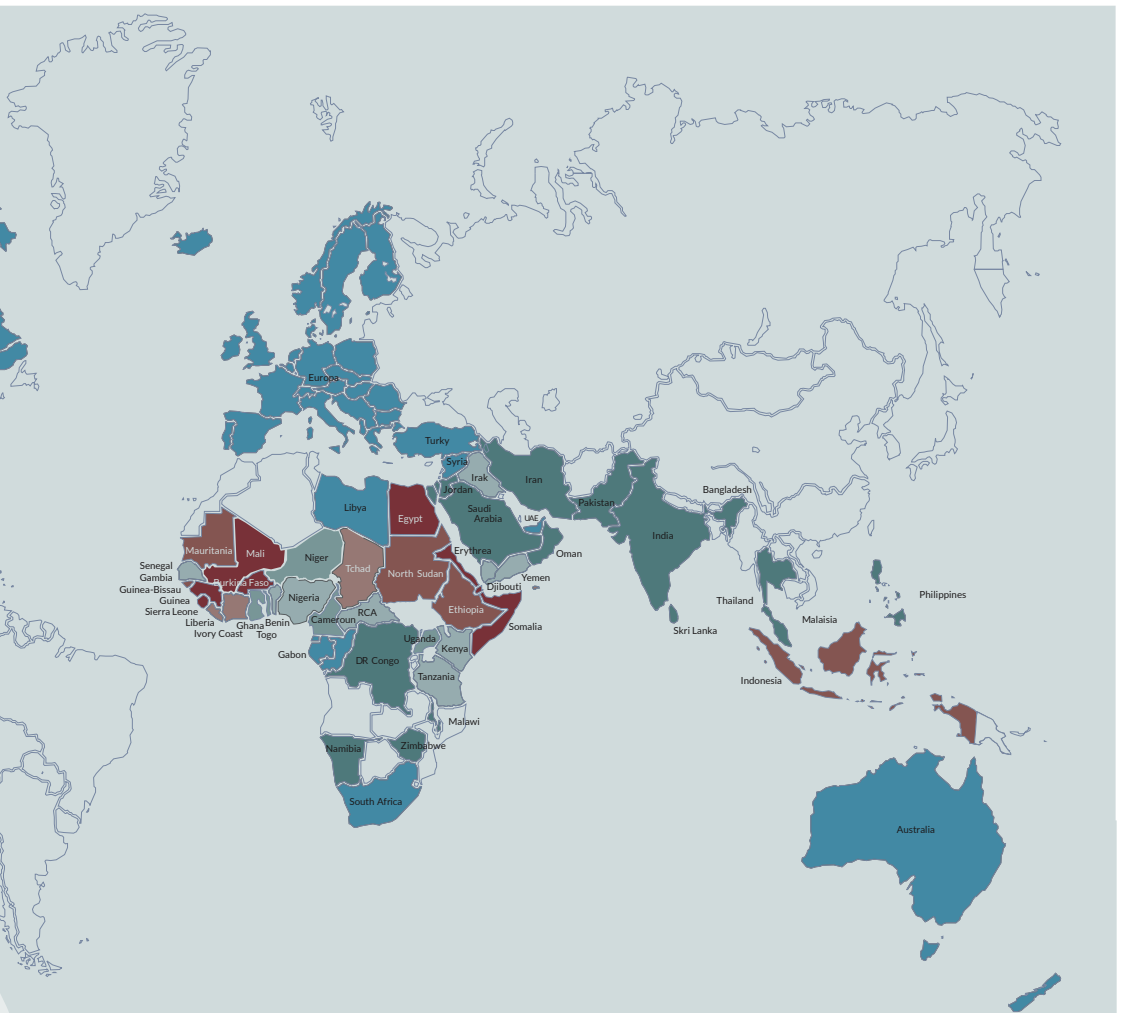 Europa
Turky
Syria
Irak
Iran
Jordan
Pakistan
Bangladesh
Libya
Egypt
Saudi
Arabia
UAE
India
Mauritania
Mali
Niger
Tchad
North Sudan
Erythrea
Oman
Senegal
Gambia
Guinea-Bissau
Guinea
Sierra Leone
Liberia
Ivory Coast
Burkina Faso
Ghana
Togo
Benin
Nigeria
Cameroun
RCA
Ethiopia
Djibouti
Yemen
Somalia
Thailand
Malaisia
Philippines
Skri Lanka
Gabon
DR Congo
Uganda
Kenya
Tanzania
Indonesia
Malawi
Namibia
Zimbabwe
South Africa
Australia